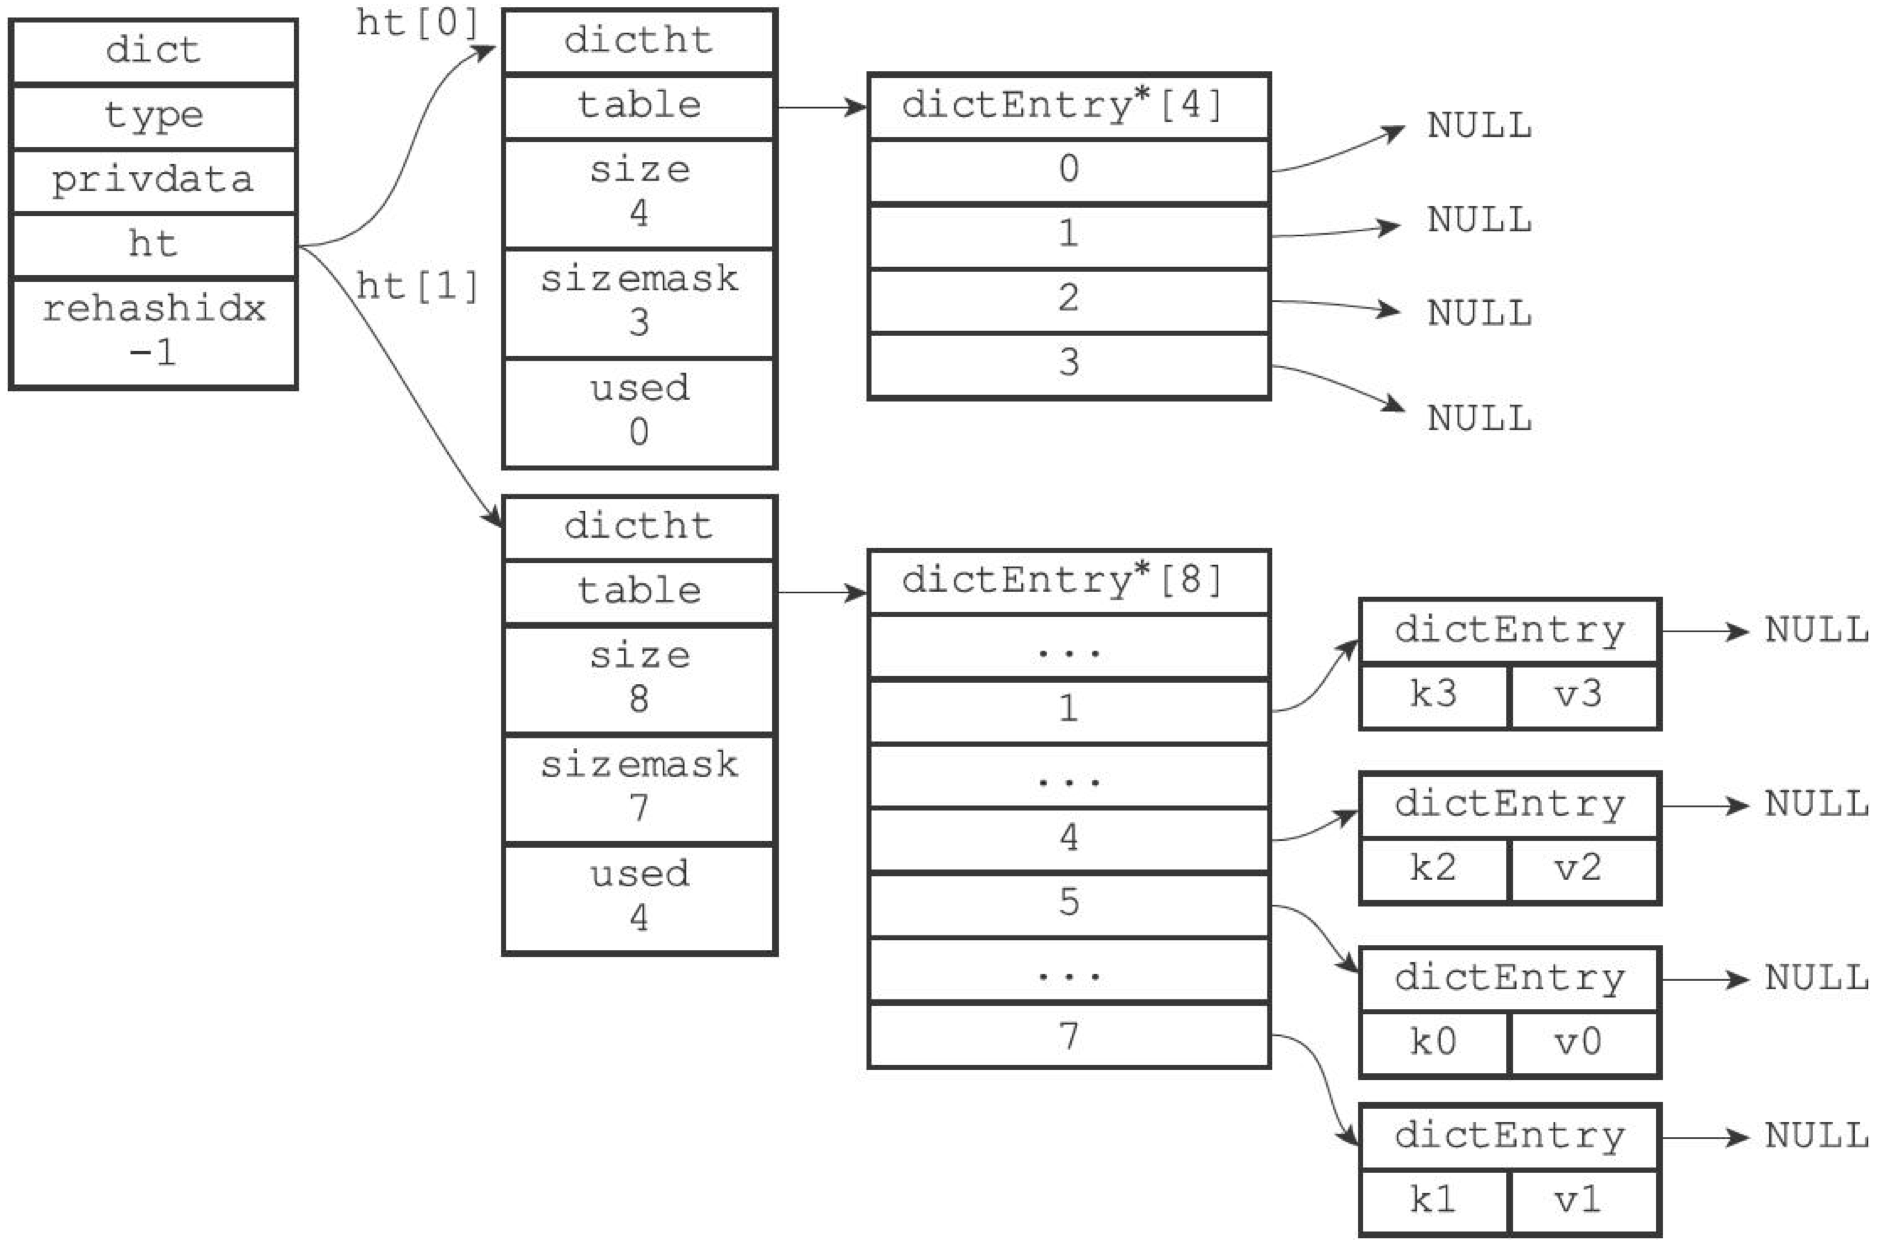 dict
type
privdata
ht
rehashidx
-1
ht[0]
ht[1]
dictht
table
size
4
sizemask
3
used
0
dictEntry*[4]
0
1
2
3
NULL
NULL
NULL
NULL
dictht
table
size
8
sizemask
7
used
4
dictEntry*[8]
...
1
...
4
5
...
7
dictEntry
k3 v3
NULL
dictEntry
k2 v2
NULL
dictEntry
k0 v0
NULL
dictEntry
k1 v1
NULL